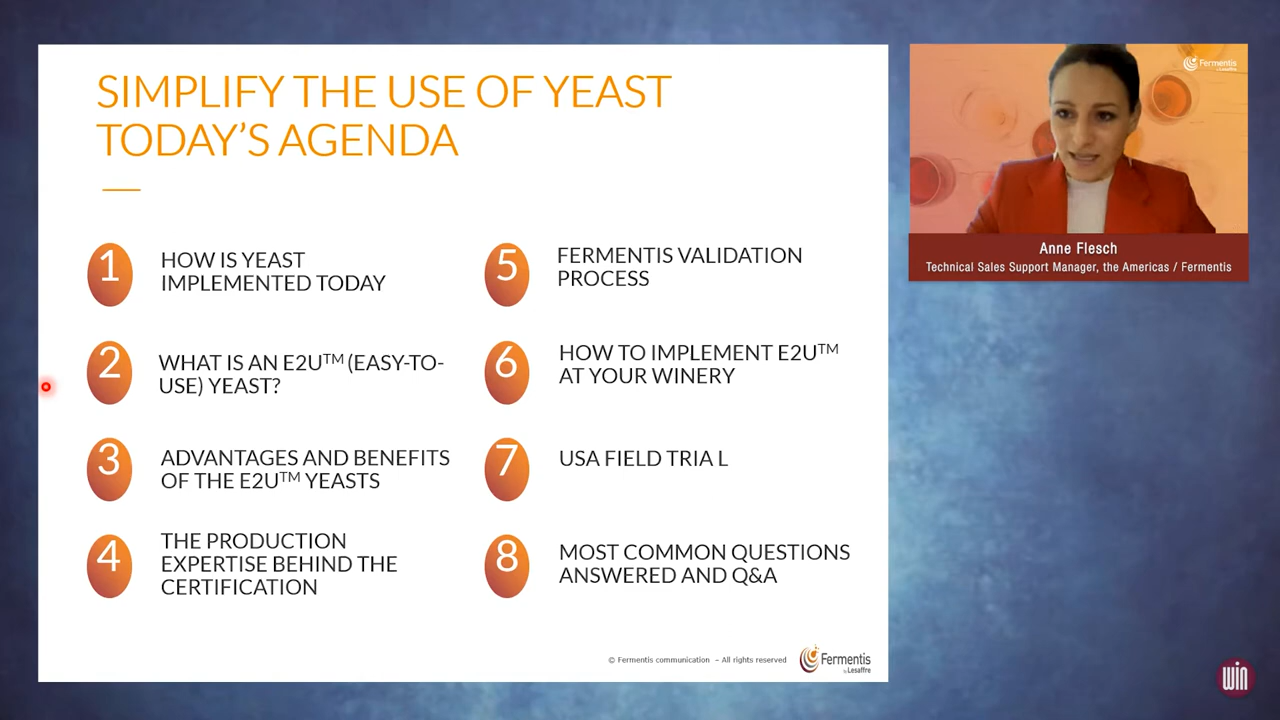 SIMPLIFY THE USE OF YEAST
TODAY'S AGENDA
1
HOW IS YEAST
IMPLEMENTED TODAY
2
WHAT IS AN E2U™ (EASY-TO-
USE) YEAST?
3
ADVANTAGES AND BENEFITS
OF THE E2U™ YEASTS
4
THE PRODUCTION
EXPERTISE BEHIND THE
CERTIFICATION
5
FERMENTIS VALIDATION
PROCESS
6
HOW TO IMPLEMENT E2U™
AT YOUR WINERY
7
USA FIELD TRIA L
8
MOST COMMON QUESTIONS
ANSWERED AND Q&A
© Fermentis communication – All rights reserved
Fermentis
by Lesaffre
Fermentis
by Lesaffre
Anne Flesch
Technical Sales Support Manager, the Americas / Fermentis
win